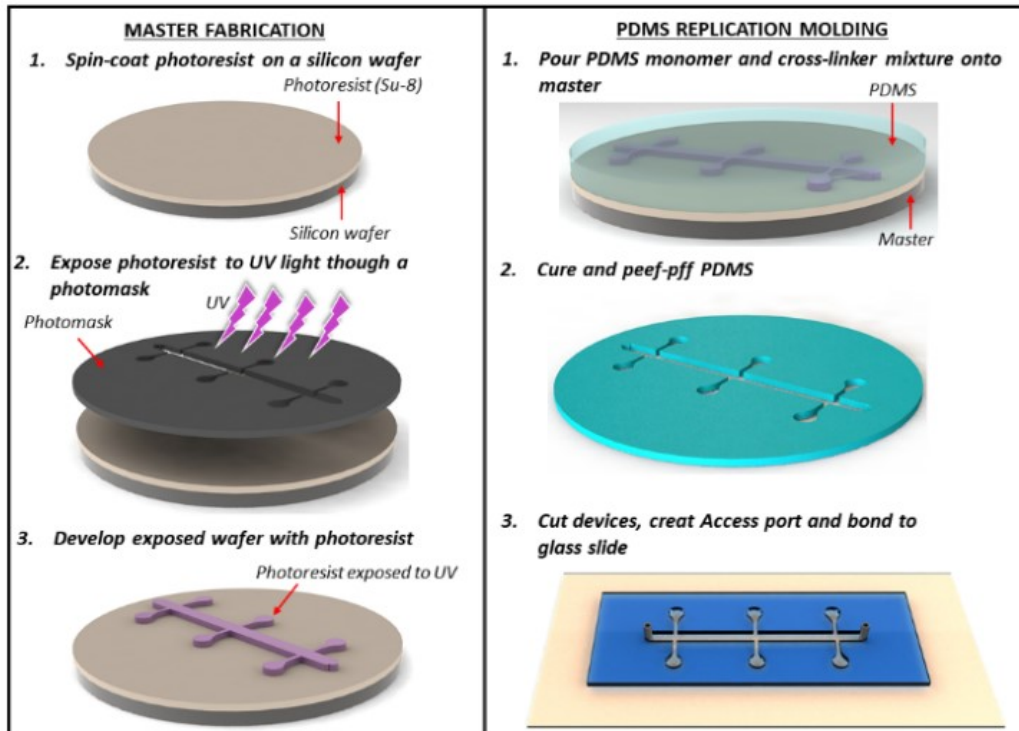 MASTER FABRICATION
1. Spin-coat photoresist on a silicon wafer
Photoresist (Su-8)
Silicon wafer
2. Expose photoresist to UV light though a
photomask
UV
Photomask
3. Develop exposed wafer with photoresist
Photoresist exposed to UV
PDMS REPLICATION MOLDING
1. Pour PDMS monomer and cross-linker mixture onto
master
PDMS
Master
2. Cure and peef-pff PDMS
3. Cut devices, creat Access port and bond to
glass slide